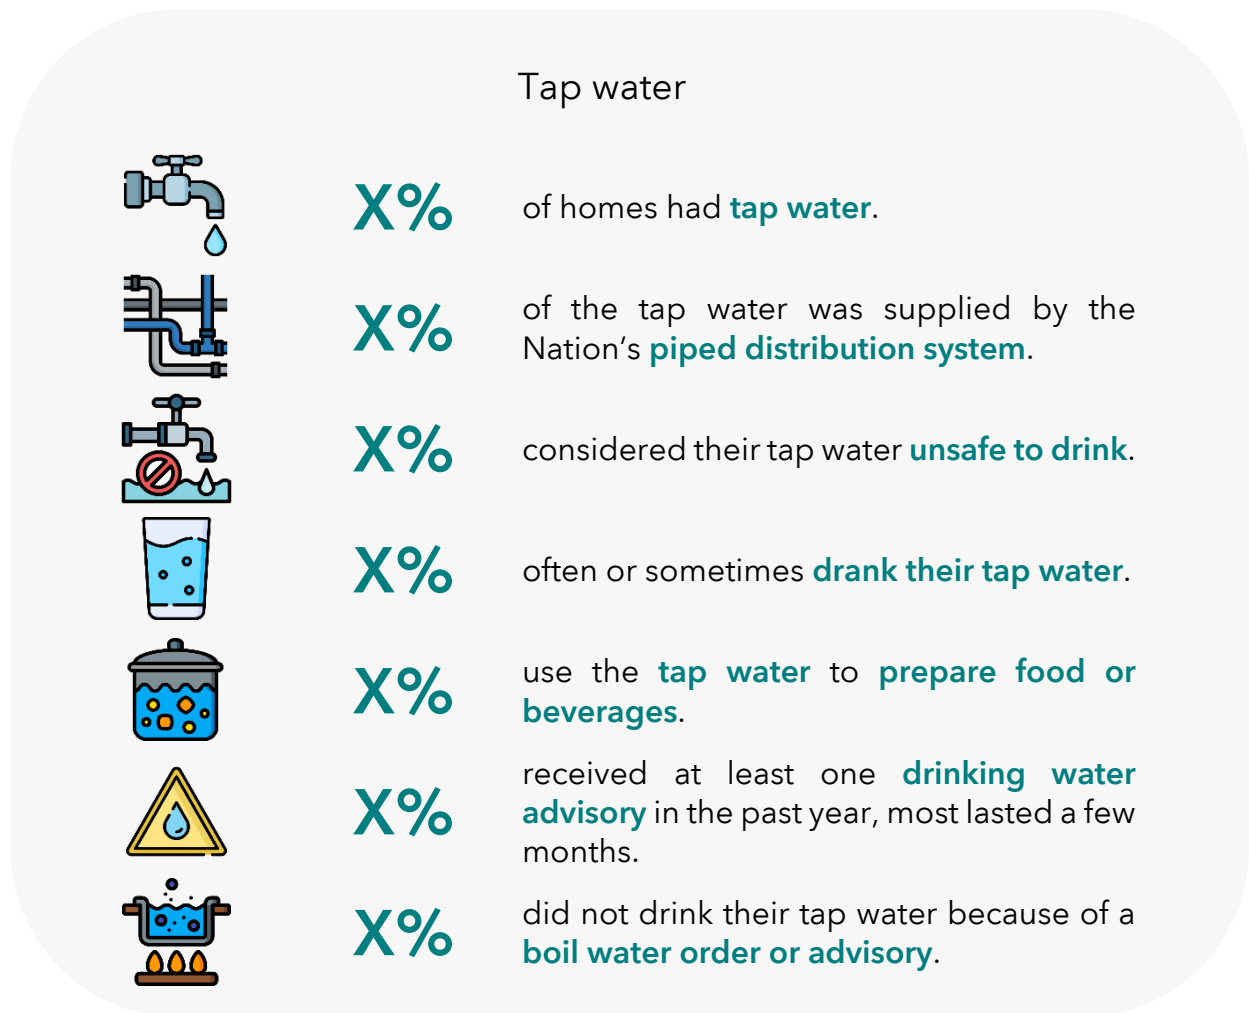 Tap water
X% of homes had tap water.
X% of the tap water was supplied by the
Nation’s piped distribution system.
X% considered their tap water unsafe to drink.
X% often or sometimes drank their tap water.
X% use the tap water to prepare food or
beverages.
X% received at least one drinking water
advisory in the past year, most lasted a few
months.
X% did not drink their tap water because of a
boil water order or advisory.